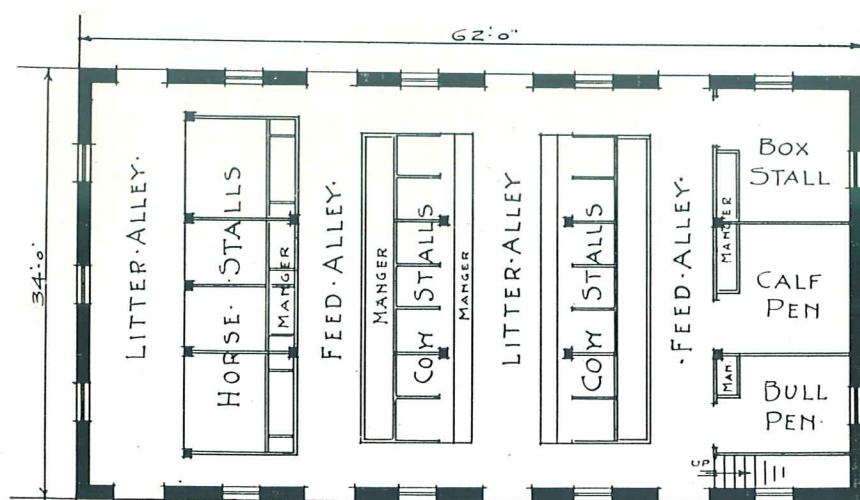 62'-0"
34'-0"
LITTER·ALLEY·
HORSE·STALLS
MANGER
FEED·ALLEY·
MANGER
COW STALLS
MANGER
LITTER·ALLEY
COW STALLS
·FEED·ALLEY·
MANGER
BOX
STALL
CALF
PEN
MAN
BULL
PEN·
UP